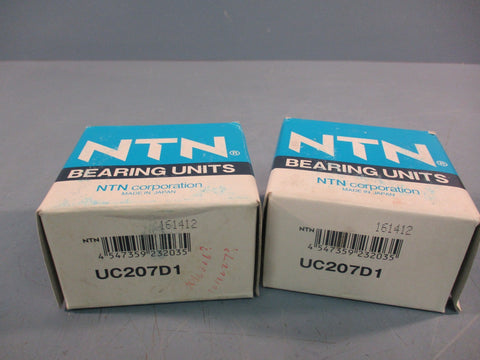 NTN®
BEARING UNITS
NTN corporation
MADE IN JAPAN
161412
NTN
4 547359 232035
UC207D1
NTN®
BEARING UNITS
NTN corporation
MADE IN JAPAN
161412
NTN
4 547359 232035
UC207D1